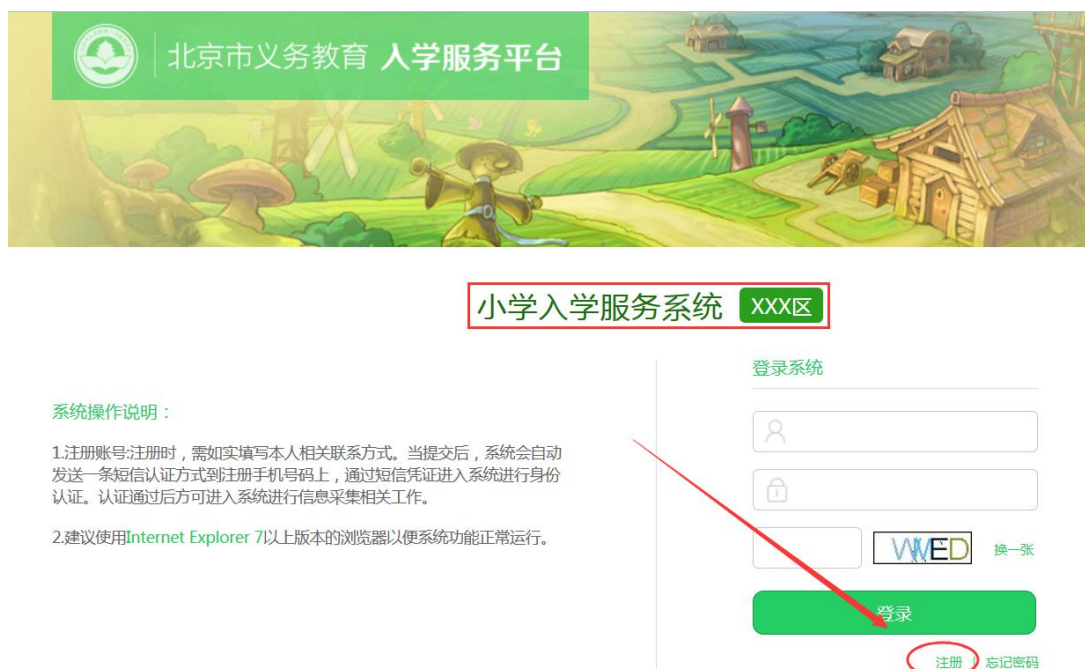 北京市义务教育 入学服务平台
小学入学服务系统 XXX区
登录系统
系统操作说明：
1.注册账号:注册时，需如实填写本人相关联系方式。当提交后，系统会自动
发送一条短信认证方式到注册手机号码上，通过短信凭证进入系统进行身份
认证。认证通过后方可进入系统进行信息采集相关工作。
2.建议使用Internet Explorer 7以上版本的浏览器以便系统功能正常运行。
换一张
登录
注册 | 忘记密码